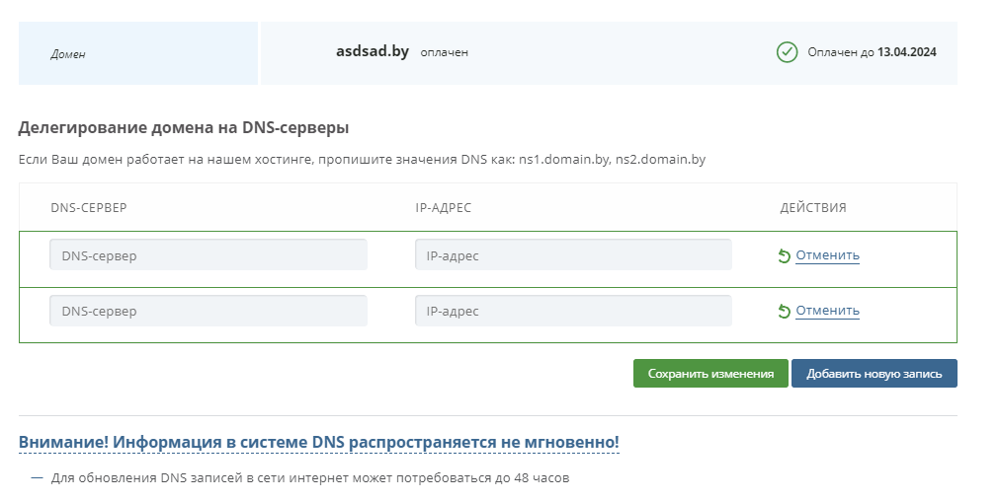 Домен asdsad.by оплачен Оплачен до 13.04.2024
Делегирование домена на DNS-серверы
Если Ваш домен работает на нашем хостинге, пропишите значения DNS как: ns1.domain.by, ns2.domain.by
DNS-СЕРВЕР IP-АДРЕС ДЕЙСТВИЯ
DNS-сервер IP-адрес Отменить
DNS-сервер IP-адрес Отменить
Сохранить изменения Добавить новую запись
Внимание! Информация в системе DNS распространяется не мгновенно!
— Для обновления DNS записей в сети интернет может потребоваться до 48 часов